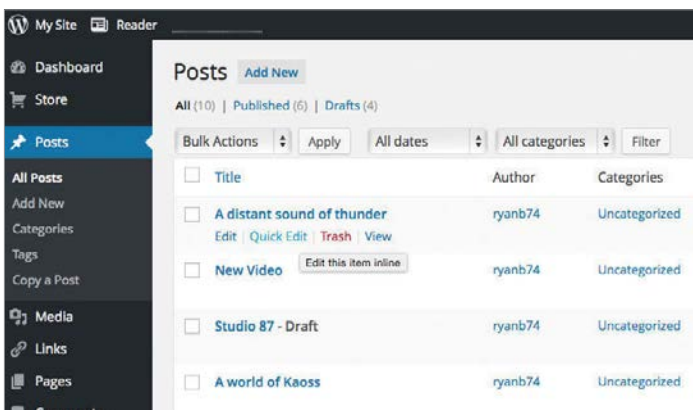 My Site Reader
Dashboard
Store
Posts
All Posts
Add New
Categories
Tags
Copy a Post
Media
Links
Pages
Posts Add New
All (10) | Published (6) | Drafts (4)
Bulk Actions Apply All dates All categories Filter
Title Author Categories
A distant sound of thunder ryanb74 Uncategorized
Edit | Quick Edit | Trash | View
Edit this item inline
New Video ryanb74 Uncategorized
Studio 87 - Draft ryanb74 Uncategorized
A world of Kaoss ryanb74 Uncategorized